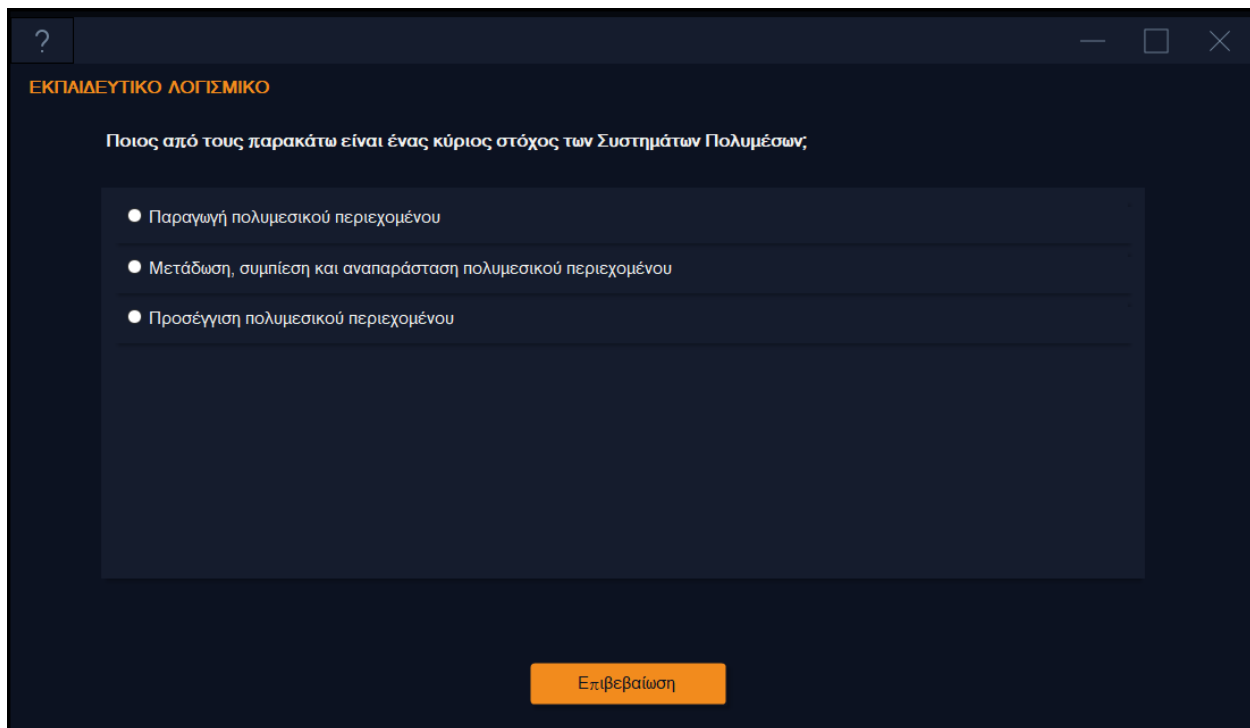 ?
ΕΚΠΑΙΔΕΥΤΙΚΟ ΛΟΓΙΣΜΙΚΟ
Ποιος από τους παρακάτω είναι ένας κύριος στόχος των Συστημάτων Πολυμέσων;
Παραγωγή πολυμεσικού περιεχομένου
Μετάδωση, συμπίεση και αναπαράσταση πολυμεσικού περιεχομένου
Προσέγγιση πολυμεσικού περιεχομένου
Επιβεβαίωση